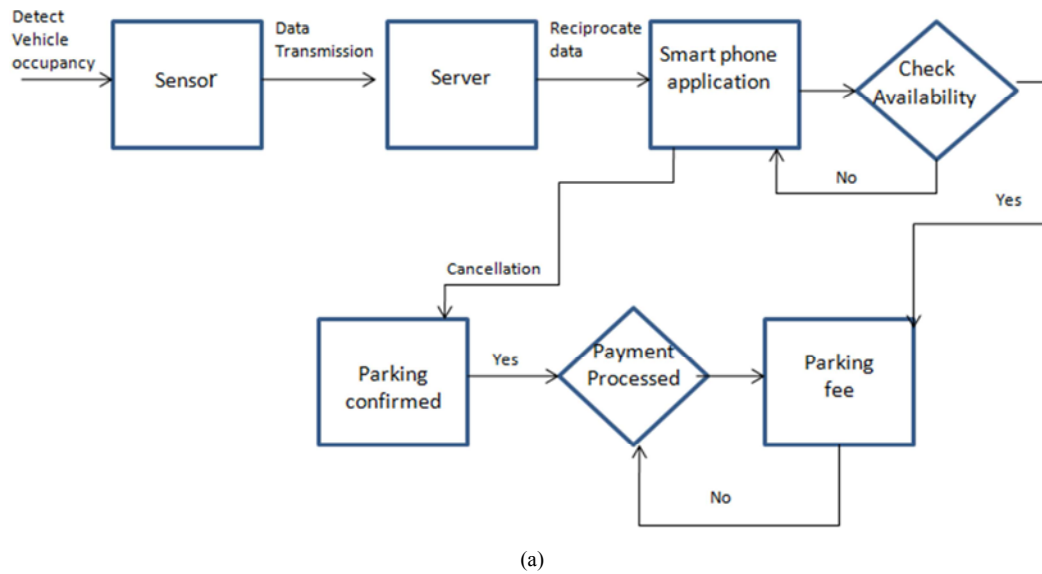 Detect
Vehicle
occupancy
Sensor
Data
Transmission
Server
Reciprocate
data
Smart phone
application
Check
Availability
No
Yes
Cancellation
Parking
confirmed
Yes
Payment
Processed
Parking
fee
No
(a)